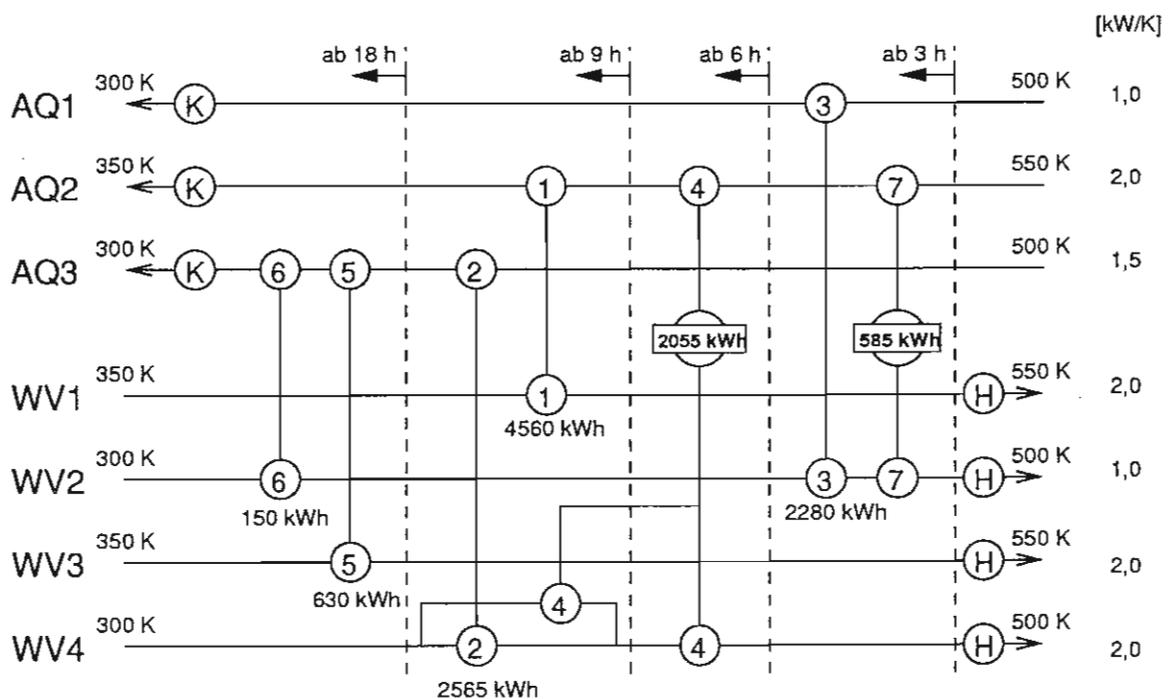 [kW/K]
ab 18 h ab 9 h ab 6 h ab 3 h
AQ1 300 K K 3 500 K 1,0
AQ2 350 K K 1 4 7 550 K 2,0
AQ3 300 K K 6 5 2 500 K 1,5
2055 kWh 585 kWh
WV1 350 K 1 H 550 K 2,0
4560 kWh
WV2 300 K 6 3 7 H 500 K 1,0
150 kWh 2280 kWh
WV3 350 K 5 H 550 K 2,0
630 kWh 4
WV4 300 K 2 4 H 500 K 2,0
2565 kWh